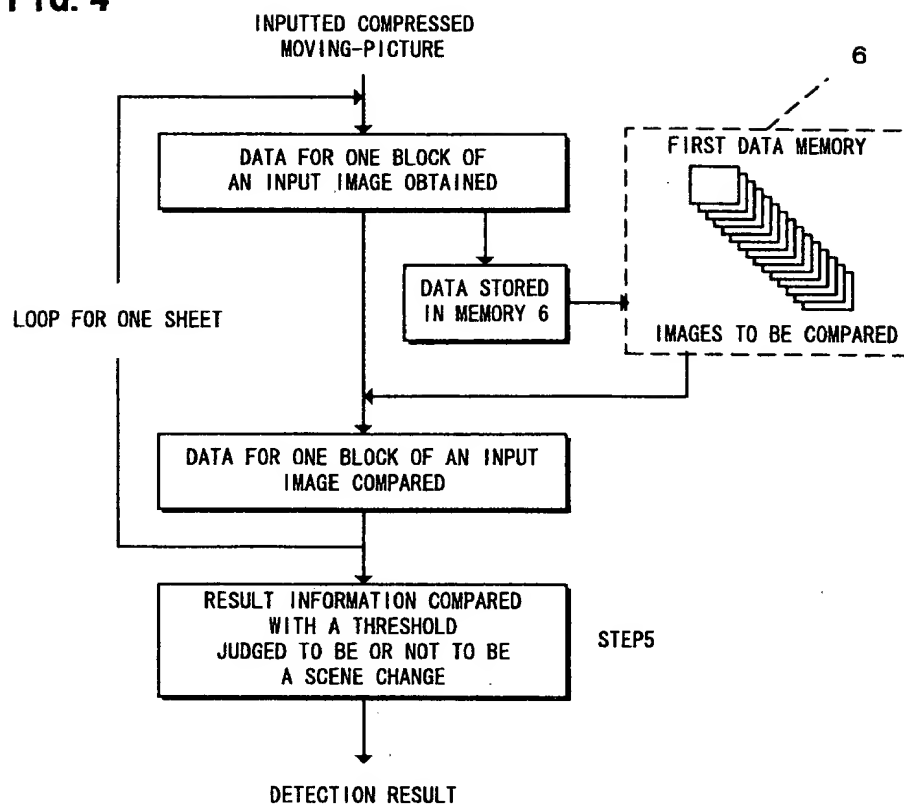 FIG. 4
INPUTTED COMPRESSED
MOVING-PICTURE
6
DATA FOR ONE BLOCK OF
AN INPUT IMAGE OBTAINED
FIRST DATA MEMORY
DATA STORED
IN MEMORY 6
LOOP FOR ONE SHEET
IMAGES TO BE COMPARED
DATA FOR ONE BLOCK OF AN INPUT
IMAGE COMPARED
RESULT INFORMATION COMPARED
WITH A THRESHOLD
JUDGED TO BE OR NOT TO BE
A SCENE CHANGE
STEP5
DETECTION RESULT